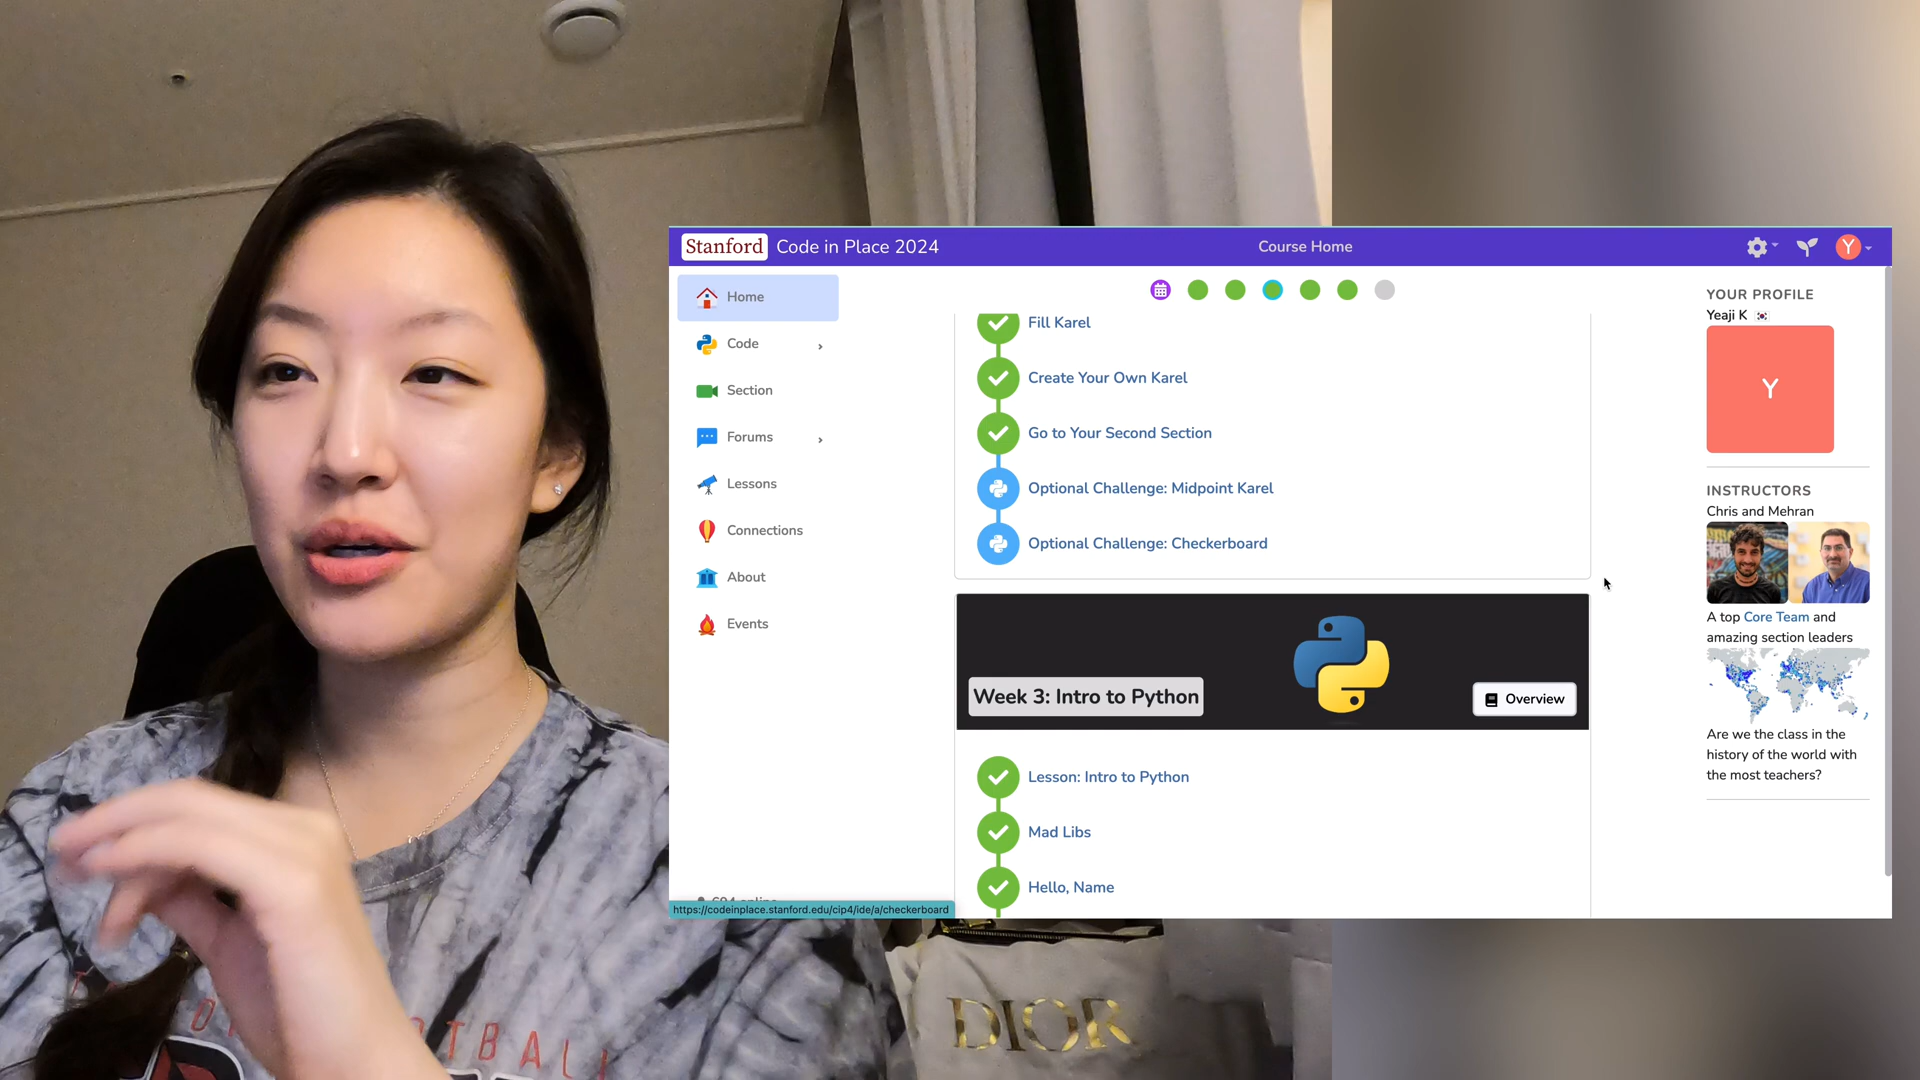 Stanford Code in Place 2024
Course Home
Y
Home
Code
Section
Forums
Lessons
Connections
About
Events
Fill Karel
Create Your Own Karel
Go to Your Second Section
Optional Challenge: Midpoint Karel
Optional Challenge: Checkerboard
Week 3: Intro to Python
Overview
Lesson: Intro to Python
Mad Libs
Hello, Name
YOUR PROFILE
Yeaji K
Y
INSTRUCTORS
Chris and Mehran
A top Core Team and
amazing section leaders
Are we the class in the
history of the world with
the most teachers?
https://codeinplace.stanford.edu/cip4/ide/a/checkerboard
DIOR